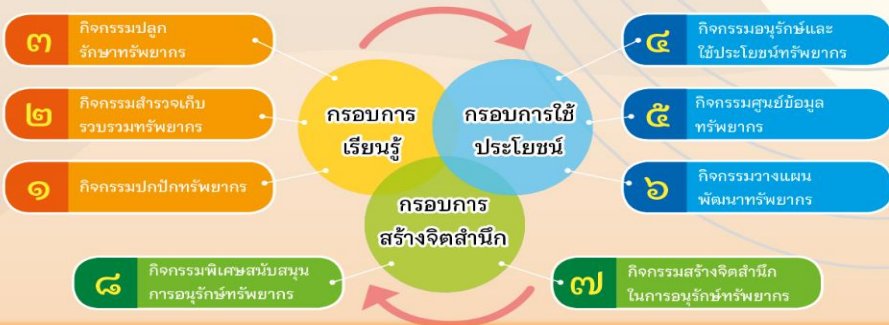 ๓
กิจกรรมปลูก
รักษาทรัพยากร
๒
กิจกรรมสำรวจเก็บ
รวบรวมทรัพยากร
๑
กิจกรรมปกปักทรัพยากร
กรอบการ
เรียนรู้
กรอบการใช้
ประโยชน์
กรอบการ
สร้างจิตสำนึก
๔
กิจกรรมอนุรักษ์และ
ใช้ประโยชน์ทรัพยากร
๕
กิจกรรมศูนย์ข้อมูล
ทรัพยากร
๖
กิจกรรมวางแผน
พัฒนาทรัพยากร
๘
กิจกรรมพิเศษสนับสนุน
การอนุรักษ์ทรัพยากร
๗
กิจกรรมสร้างจิตสำนึก
ในการอนุรักษ์ทรัพยากร